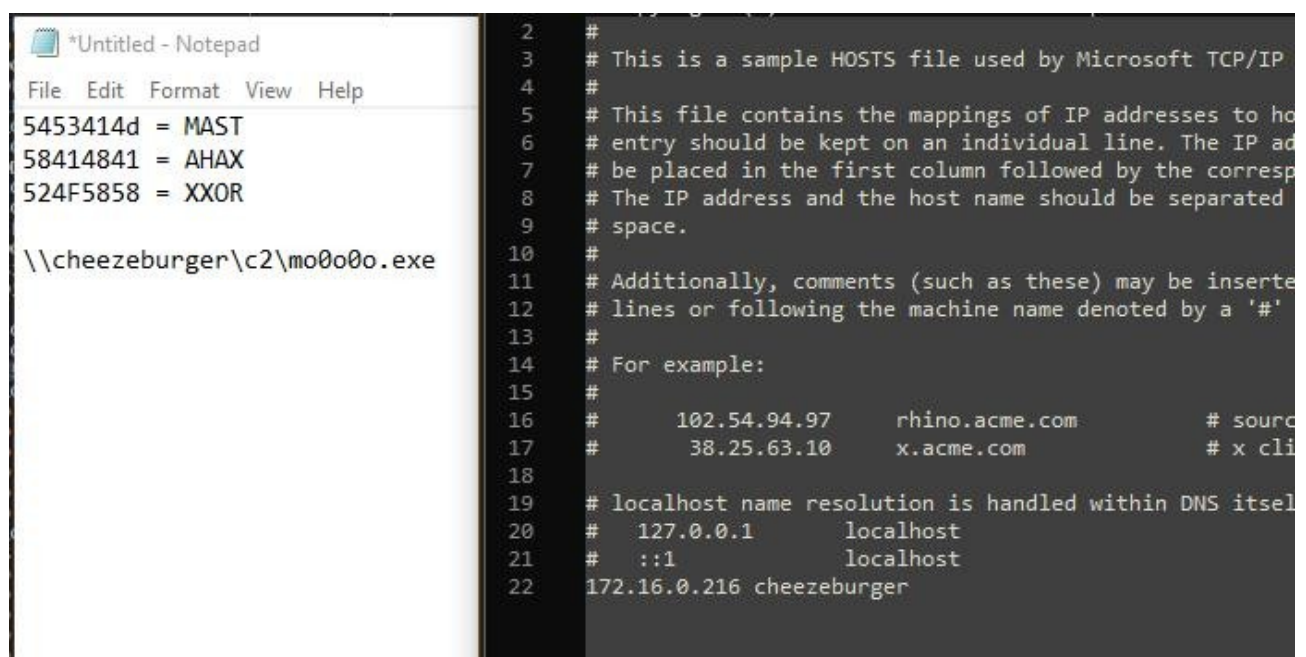 *Untitled - Notepad
File Edit Format View Help
5453414d = MAST
58414841 = AHAX
524F5858 = XXOR
\\cheezeburger\c2\mo0o0o.exe
2 #
3 # This is a sample HOSTS file used by Microsoft TCP/IP
4 #
5 # This file contains the mappings of IP addresses to
6 # entry should be kept on an individual line. The IP
7 # be placed in the first column followed by the
8 # The IP address and the host name should be separated
9 # space.
10 #
11 # Additionally, comments (such as these) may be
12 # lines or following the machine name denoted by a '#'
13 #
14 # For example:
15 #
16 # 102.54.94.97 rhino.acme.com #
17 # 38.25.63.10 x.acme.com # x
18
19 # localhost name resolution is handled within DNS
20 # 127.0.0.1 localhost
21 # ::1 localhost
22 172.16.0.216 cheezeburger